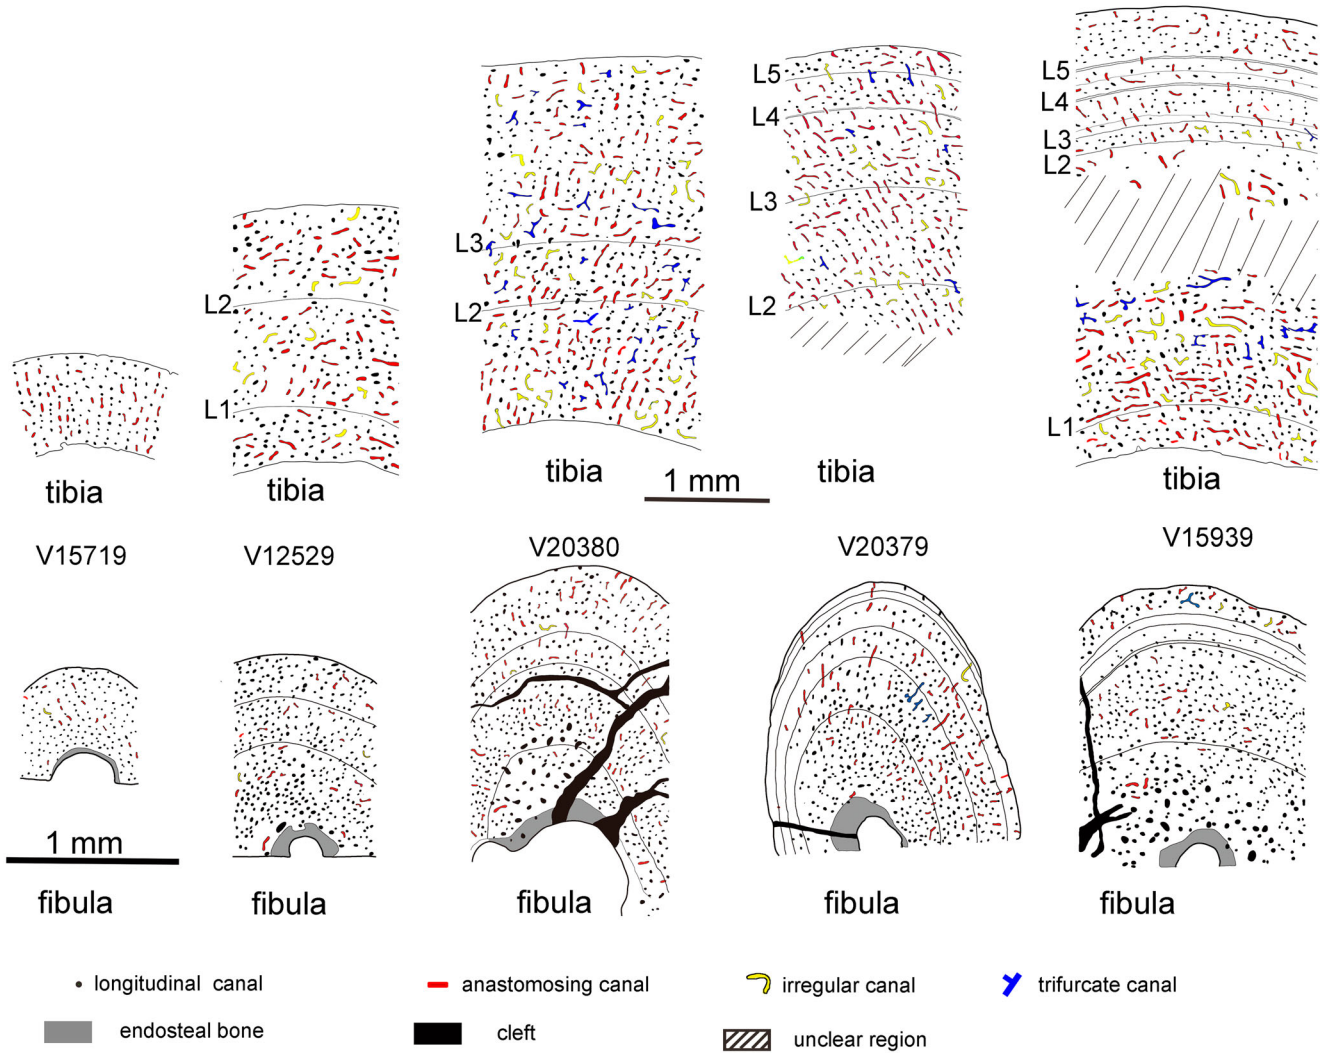 L5
L5
L4
L4
L3
L2
L3
L3
L2
L2
L2
L1
L1
tibia
tibia
tibia
1 mm
tibia
tibia
V15719
V12529
V20380
V20379
V15939
1 mm
fibula
fibula
fibula
fibula
fibula
longitudinal canal
anastomosing canal
irregular canal
trifurcate canal
endosteal bone
cleft
unclear region